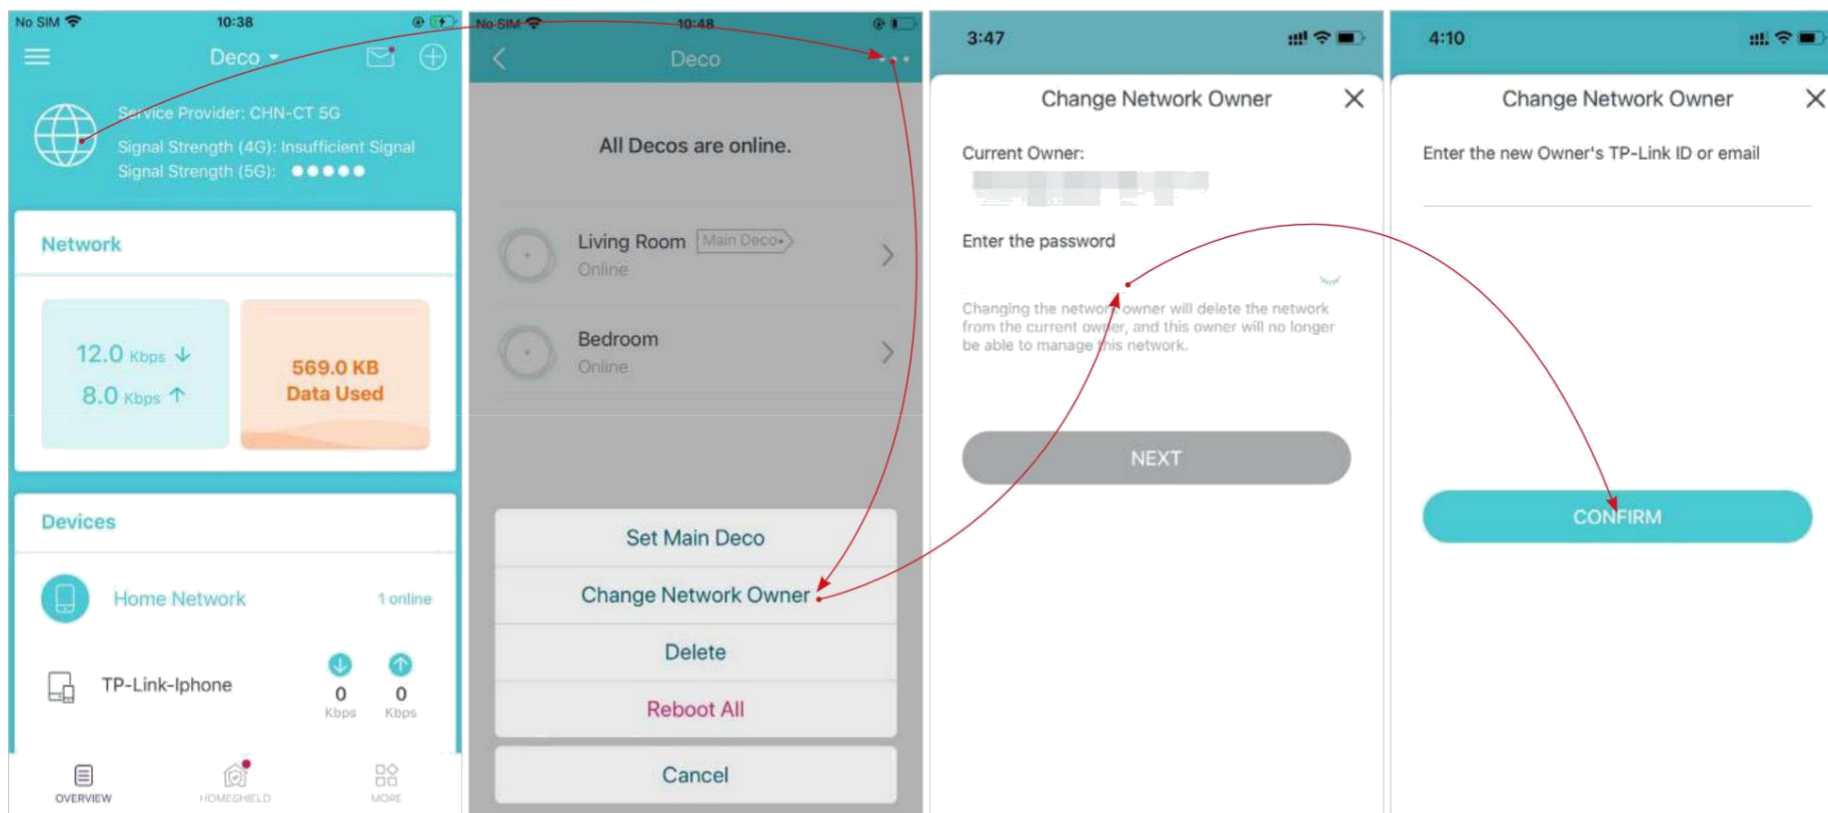 No SIM
10:38
Deco
Service Provider: CHN-CT 5G
Signal Strength (4G): Insufficient Signal
Signal Strength (5G):
Network
12.0 Kbps ↓
8.0 Kbps ↑
569.0 KB
Data Used
Devices
Home Network
1 online
TP-Link-Iphone
0
Kbps
0
Kbps
OVERVIEW
HOMESHIELD
MORE
No SIM
10:48
Deco
All Decos are online.
Living Room
Main Deco
Online
Bedroom
Online
Set Main Deco
Change Network Owner
Delete
Reboot All
Cancel
3:47
Change Network Owner
Current Owner:
Enter the password
Changing the network owner will delete the network
from the current owner, and this owner will no longer
be able to manage this network.
NEXT
4:10
Change Network Owner
Enter the new Owner's TP-Link ID or email
CONFIRM